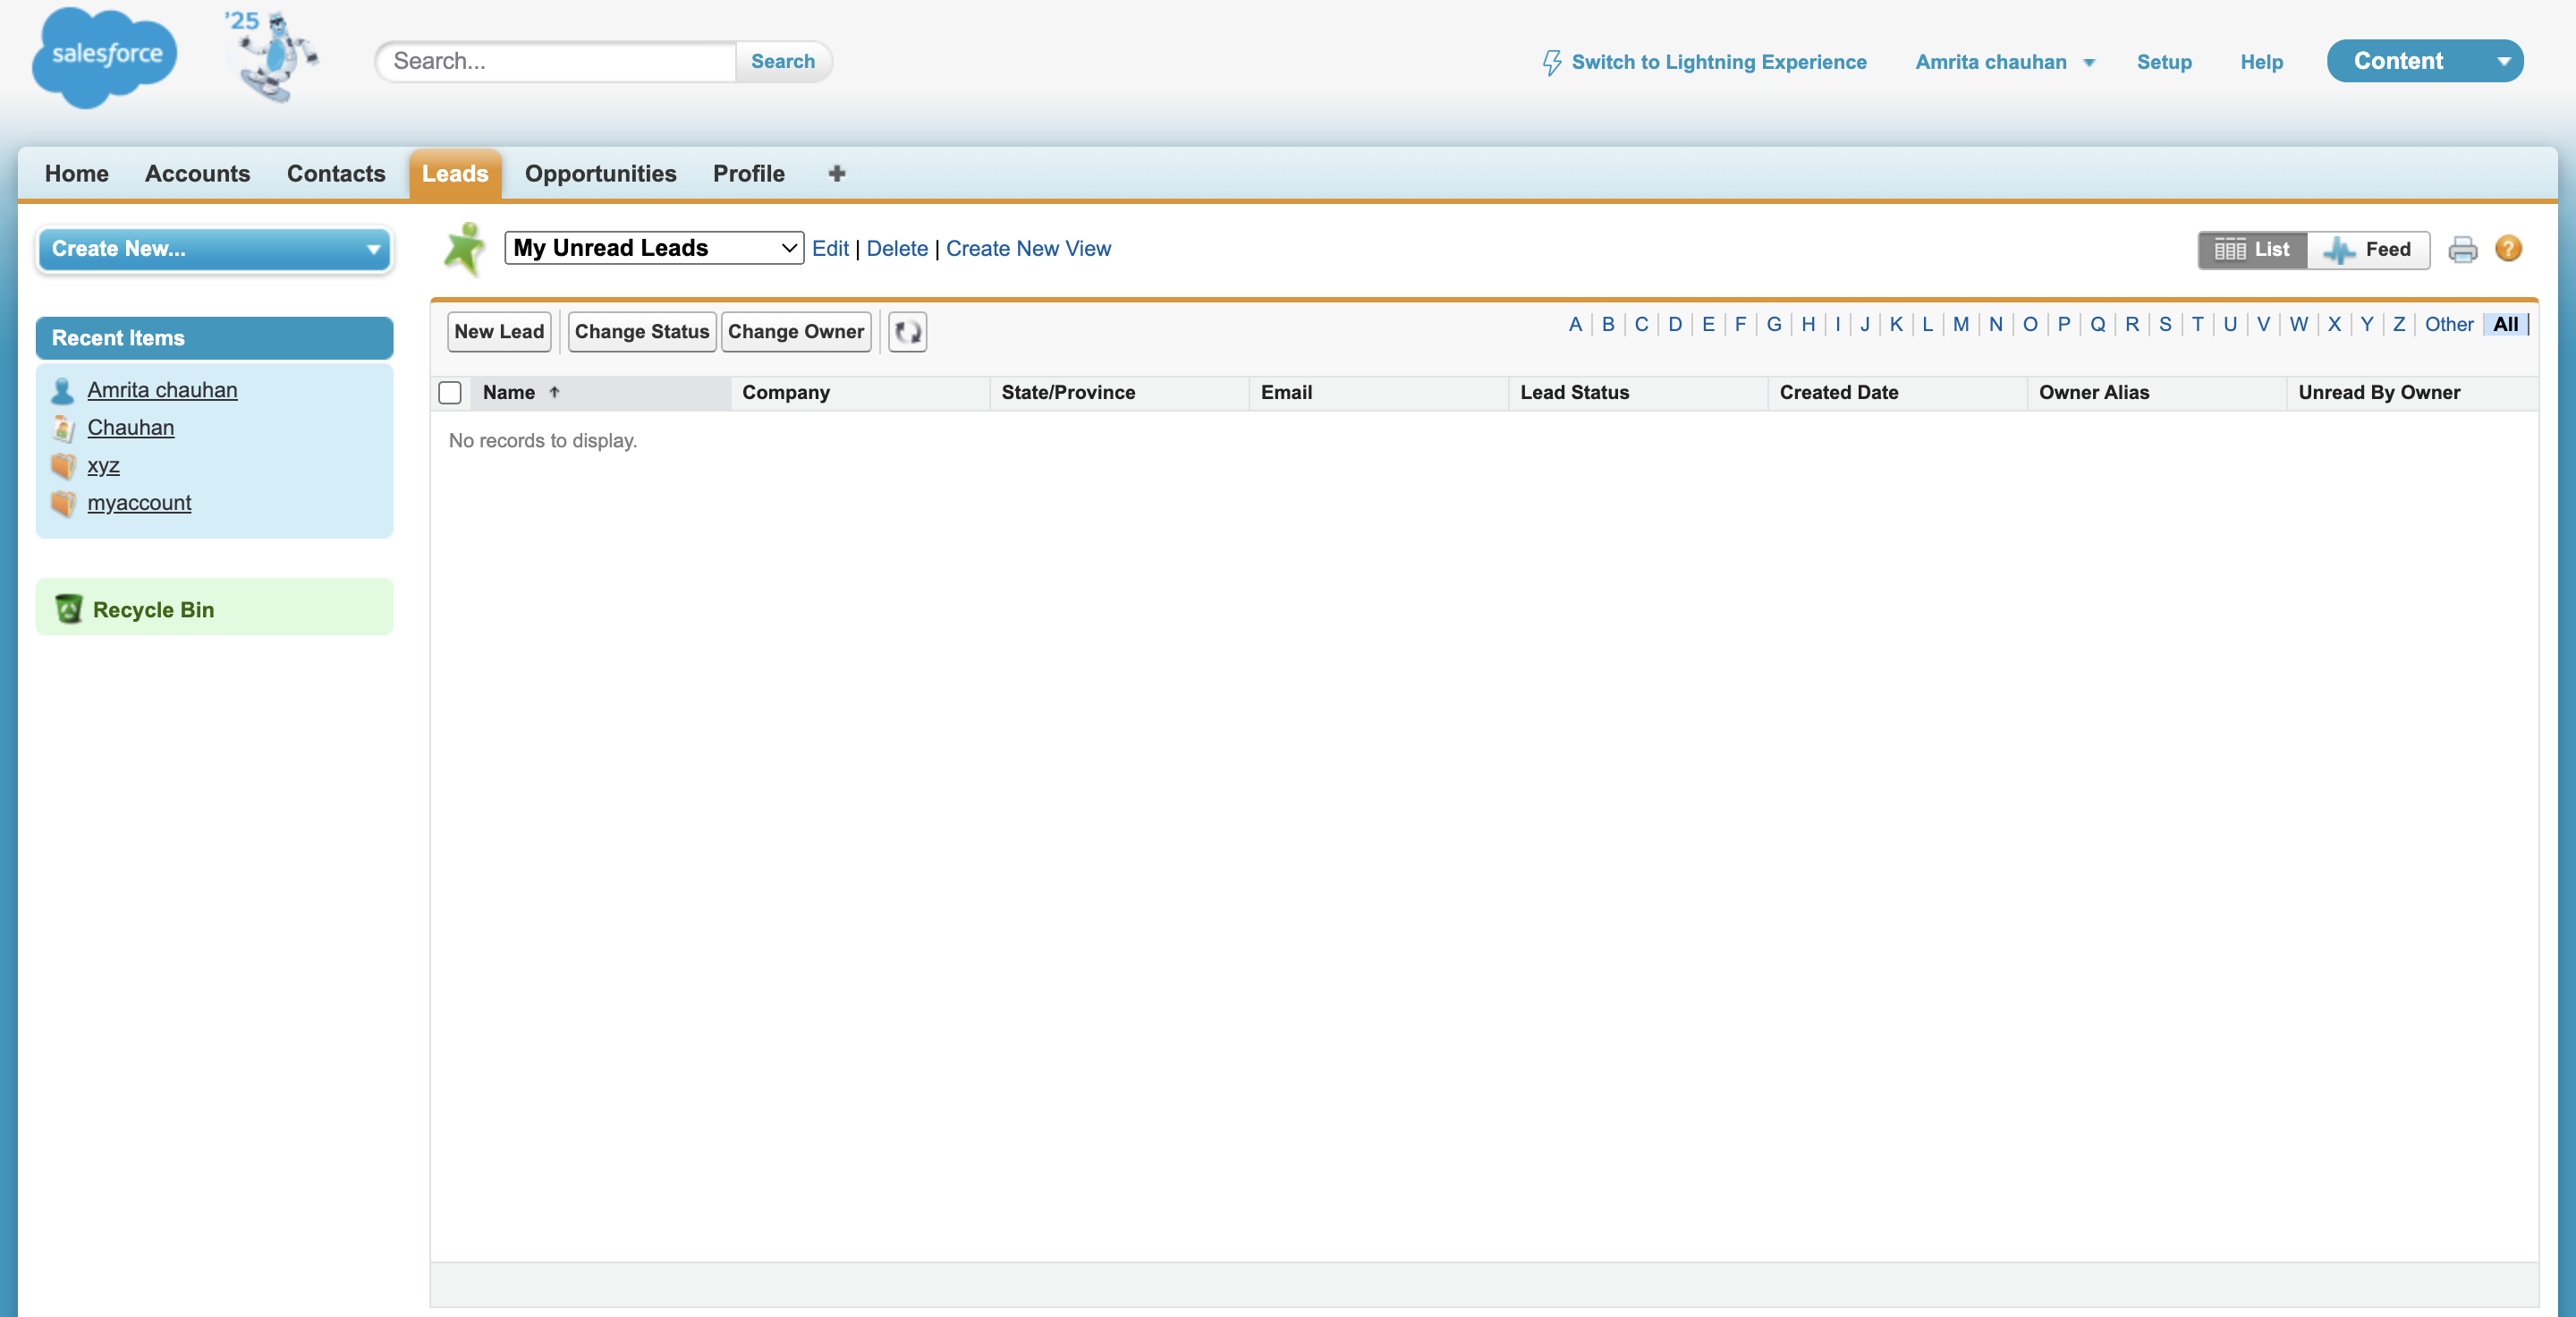 salesforce
'25
Search...
Search
Switch to Lightning Experience
Amrita chauhan
Setup
Help
Content
Home
Accounts
Contacts
Leads
Opportunities
Profile
Create New...
My Unread Leads
Edit | Delete | Create New View
List
Feed
Recent Items
Amrita chauhan
Chauhan
xyz
myaccount
Recycle Bin
New Lead
Change Status
Change Owner
A | B | C | D | E | F | G | H | I | J | K | L | M | N | O | P | Q | R | S | T | U | V | W | X | Y | Z | Other | All
Name
Company
State/Province
Email
Lead Status
Created Date
Owner Alias
Unread By Owner
No records to display.